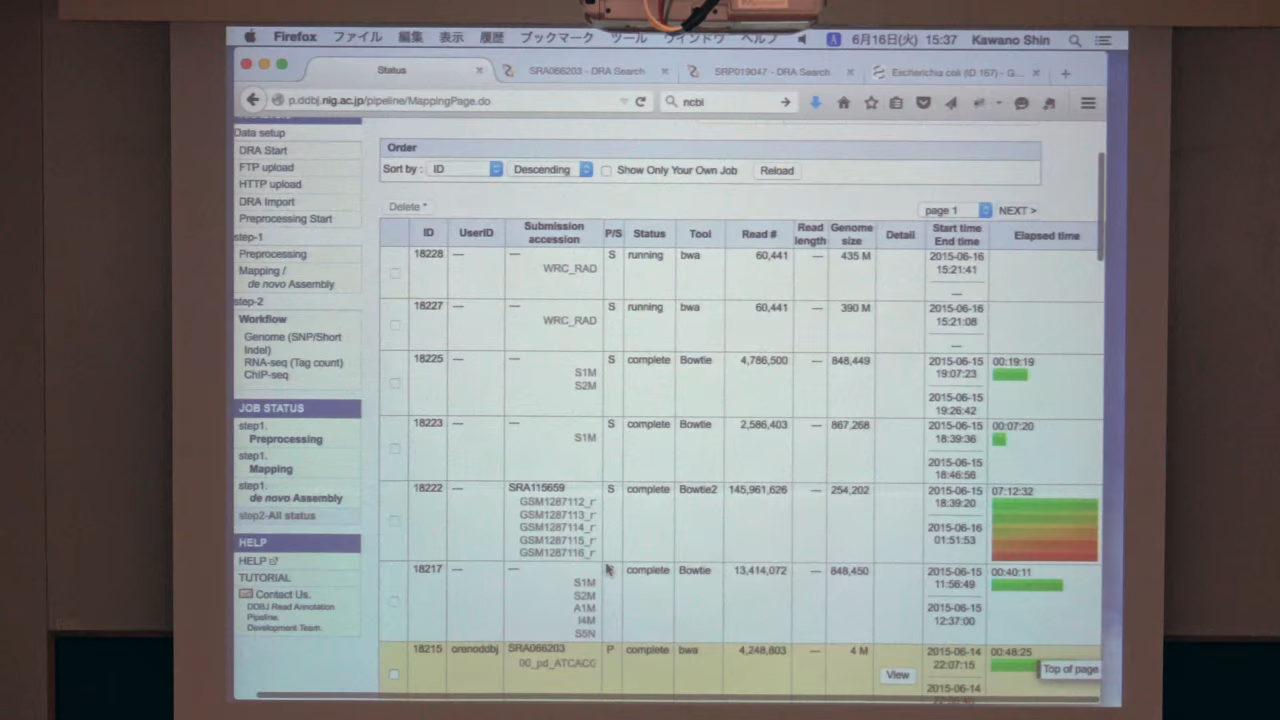 Firefox ファイル 編集 表示 履歴 ブックマーク ツール ウインドウ ヘルプ 6月16日(火) 15:37 Kawano Shin
Status SRA066203 - DRA Search SRP019047 - DRA Search Escherichia coli (ID 167) - G...
p.ddbj.nig.ac.jp/pipeline/MappingPage.do ncbi
Data setup
DRA Start
FTP upload
HTTP upload
DRA Import
Preprocessing Start
step-1
Preprocessing
Mapping /
de novo Assembly
step-2
Workflow
Genome (SNP/Short
Indel)
RNA-seq (Tag count)
ChIP-seq
JOB STATUS
step1.
Preprocessing
step1.
Mapping
step1.
de novo Assembly
step2-All status
HELP
HELP
TUTORIAL
Contact Us.
DDBJ Read Annotation
Pipeline.
Development Team.
Order
Sort by : ID Descending Show Only Your Own Job Reload
Delete * page 1 NEXT >
ID UserID Submission accession P/S Status Tool Read # Read length Genome size Detail Start time End time Elapsed time
18228 — — S running bwa 60,441 — 435 M 2015-06-16
WRC_RAD 15:21:41
—
18227 — — S running bwa 60,441 — 390 M 2015-06-16
WRC_RAD 15:21:08
—
18225 — — S complete Bowtie 4,786,500 — 848,449 2015-06-15 00:19:19
S1M 19:07:23
S2M 2015-06-15
19:26:42
18223 — — S complete Bowtie 2,586,403 — 867,268 2015-06-15 00:07:20
S1M 18:39:36
2015-06-15
18:46:56
18222 — SRA115659 S complete Bowtie2 145,961,626 — 254,202 2015-06-15 07:12:32
GSM1287112_r 18:39:20
GSM1287113_r
GSM1287114_r 2015-06-16
GSM1287115_r 01:51:53
GSM1287116_r
18217 — — complete Bowtie 13,414,072 — 848,450 2015-06-15 00:40:11
S1M 11:56:49
S2M
A1M 2015-06-15
I4M 12:37:00
S5N
18215 orenoddbj SRA066203 P complete bwa 4,248,803 — 4 M 2015-06-14 00:48:25
00_pd_ATCACG View 22:07:15 Top of page
2015-06-14